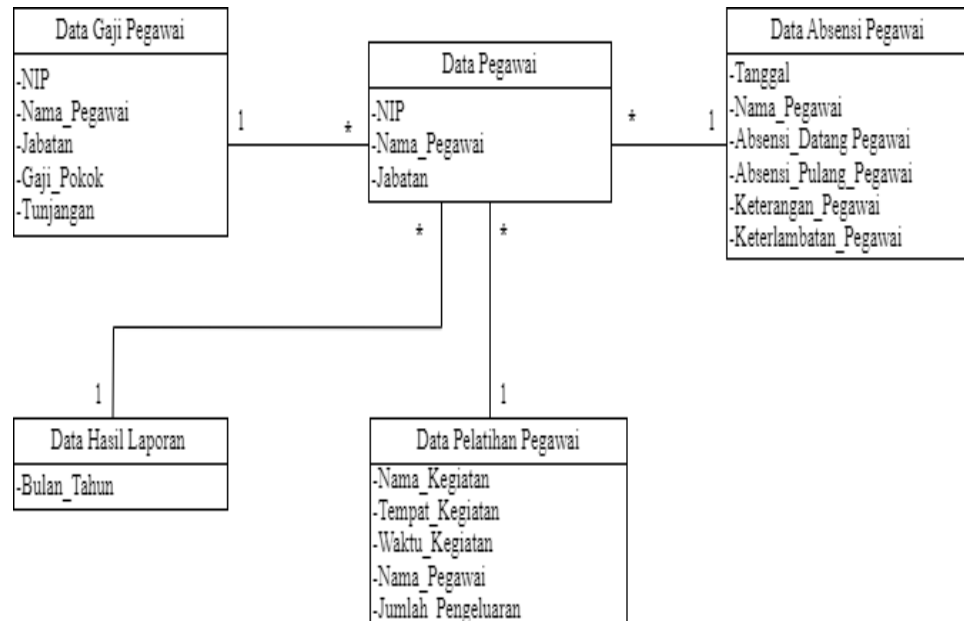 Data Gaji Pegawai
-NIP
-Nama_Pegawai
-Jabatan
-Gaji_Pokok
-Tunjangan
1
*
Data Pegawai
-NIP
-Nama_Pegawai
-Jabatan
*
1
Data Absensi Pegawai
-Tanggal
-Nama_Pegawai
-Absensi_Datang Pegawai
-Absensi_Pulang_Pegawai
-Keterangan_Pegawai
-Keterlambatan_Pegawai
*
*
1
1
Data Hasil Laporan
-Bulan_Tahun
Data Pelatihan Pegawai
-Nama_Kegiatan
-Tempat_Kegiatan
-Waktu_Kegiatan
-Nama_Pegawai
-Jumlah_Pengeluaran